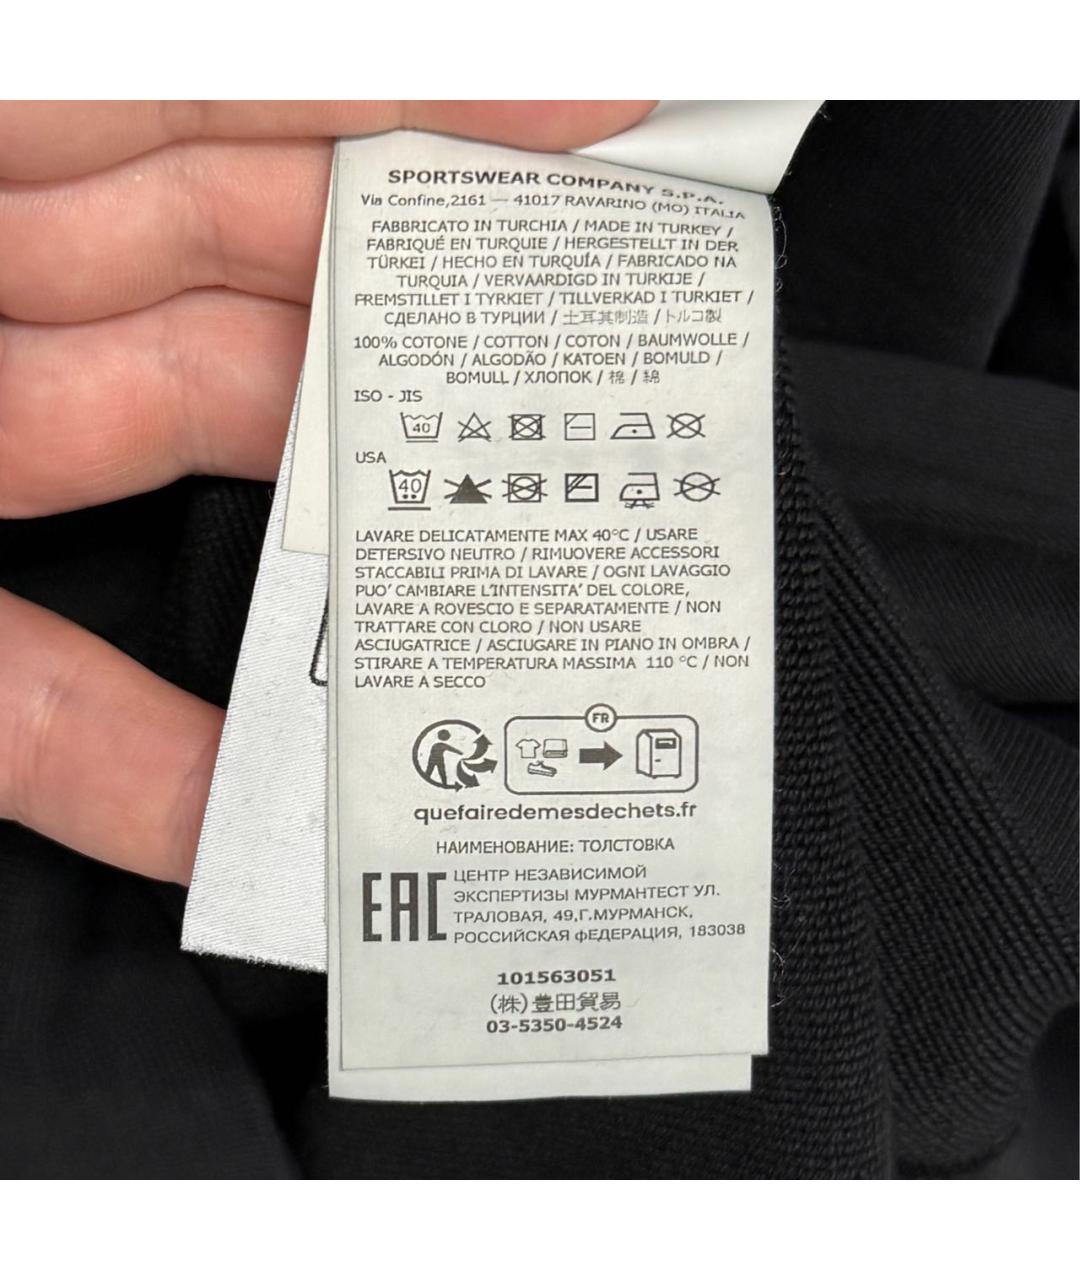 SPORTSWEAR COMPANY S.P.A.
Via Confine,2161 — 41017 RAVARINO (MO) ITALIA
FABBRICATO IN TURCHIA / MADE IN TURKEY /
FABRIQUÉ EN TURQUIE / HERGESTELLT IN DER
TÜRKEI / HECHO EN TURQUÍA / FABRICADO NA
TURQUIA / VERVAARDIGD IN TURKIJE /
FREMSTILLET I TYRKIET / TILLVERKAD I TURKIET /
СДЕЛАНО В ТУРЦИИ / 土耳其制造 / トルコ製
100% COTONE / COTTON / COTON / BAUMWOLLE /
ALGODÓN / ALGODÃO / KATOEN / BOMULD /
BOMULL / ХЛОПОК / 棉 / 綿
ISO - JIS
40
USA
40
LAVARE DELICATAMENTE MAX 40°C / USARE
DETERSIVO NEUTRO / RIMUOVERE ACCESSORI
STACCABILI PRIMA DI LAVARE / OGNI LAVAGGIO
PUO' CAMBIARE L'INTENSITA' DEL COLORE,
LAVARE A ROVESCIO E SEPARATAMENTE / NON
TRATTARE CON CLORO / NON USARE
ASCIUGATRICE / ASCIUGARE IN PIANO IN OMBRA /
STIRARE A TEMPERATURA MASSIMA 110 °C / NON
LAVARE A SECCO
FR
quefairedemesdechets.fr
НАИМЕНОВАНИЕ: ТОЛСТОВКА
EAC
ЦЕНТР НЕЗАВИСИМОЙ
ЭКСПЕРТИЗЫ МУРМАНТЕСТ УЛ.
ТРАЛОВАЯ, 49,Г.МУРМАНСК,
РОССИЙСКАЯ ФЕДЕРАЦИЯ, 183038
101563051
(株)豊田貿易
03-5350-4524